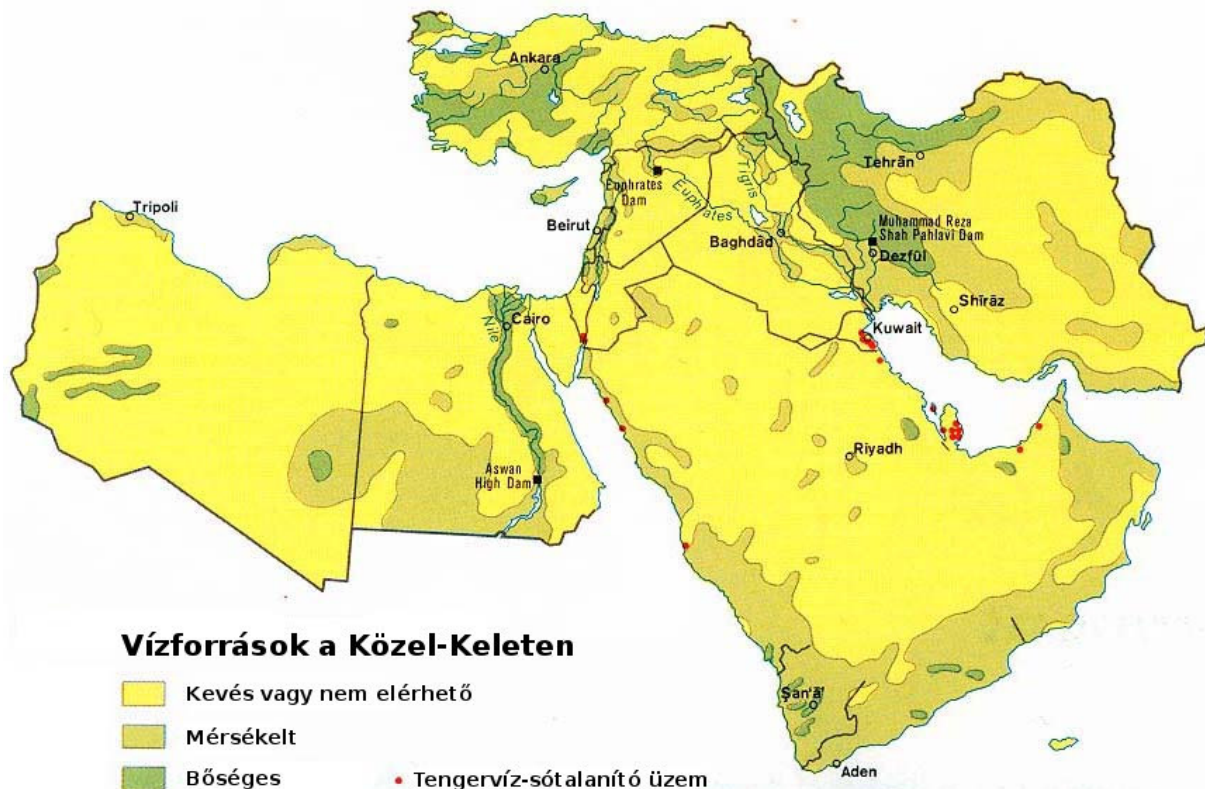 Ankara
Tehrān
Tigris
Euphrates
Dam
Euphrates
Tripoli
Muhammad Reza
Shah Pahlavi Dam
Beirut
Baghdād
Dezfūl
Shīrāz
Cairo
Nile
Kuwait
Riyadh
Aswan
High Dam
Vízforrások a Közel-Keleten
Kevés vagy nem elérhető
Ṣan'ā'
Mérsékelt
Aden
Bőséges
Tengervíz-sótalanító üzem